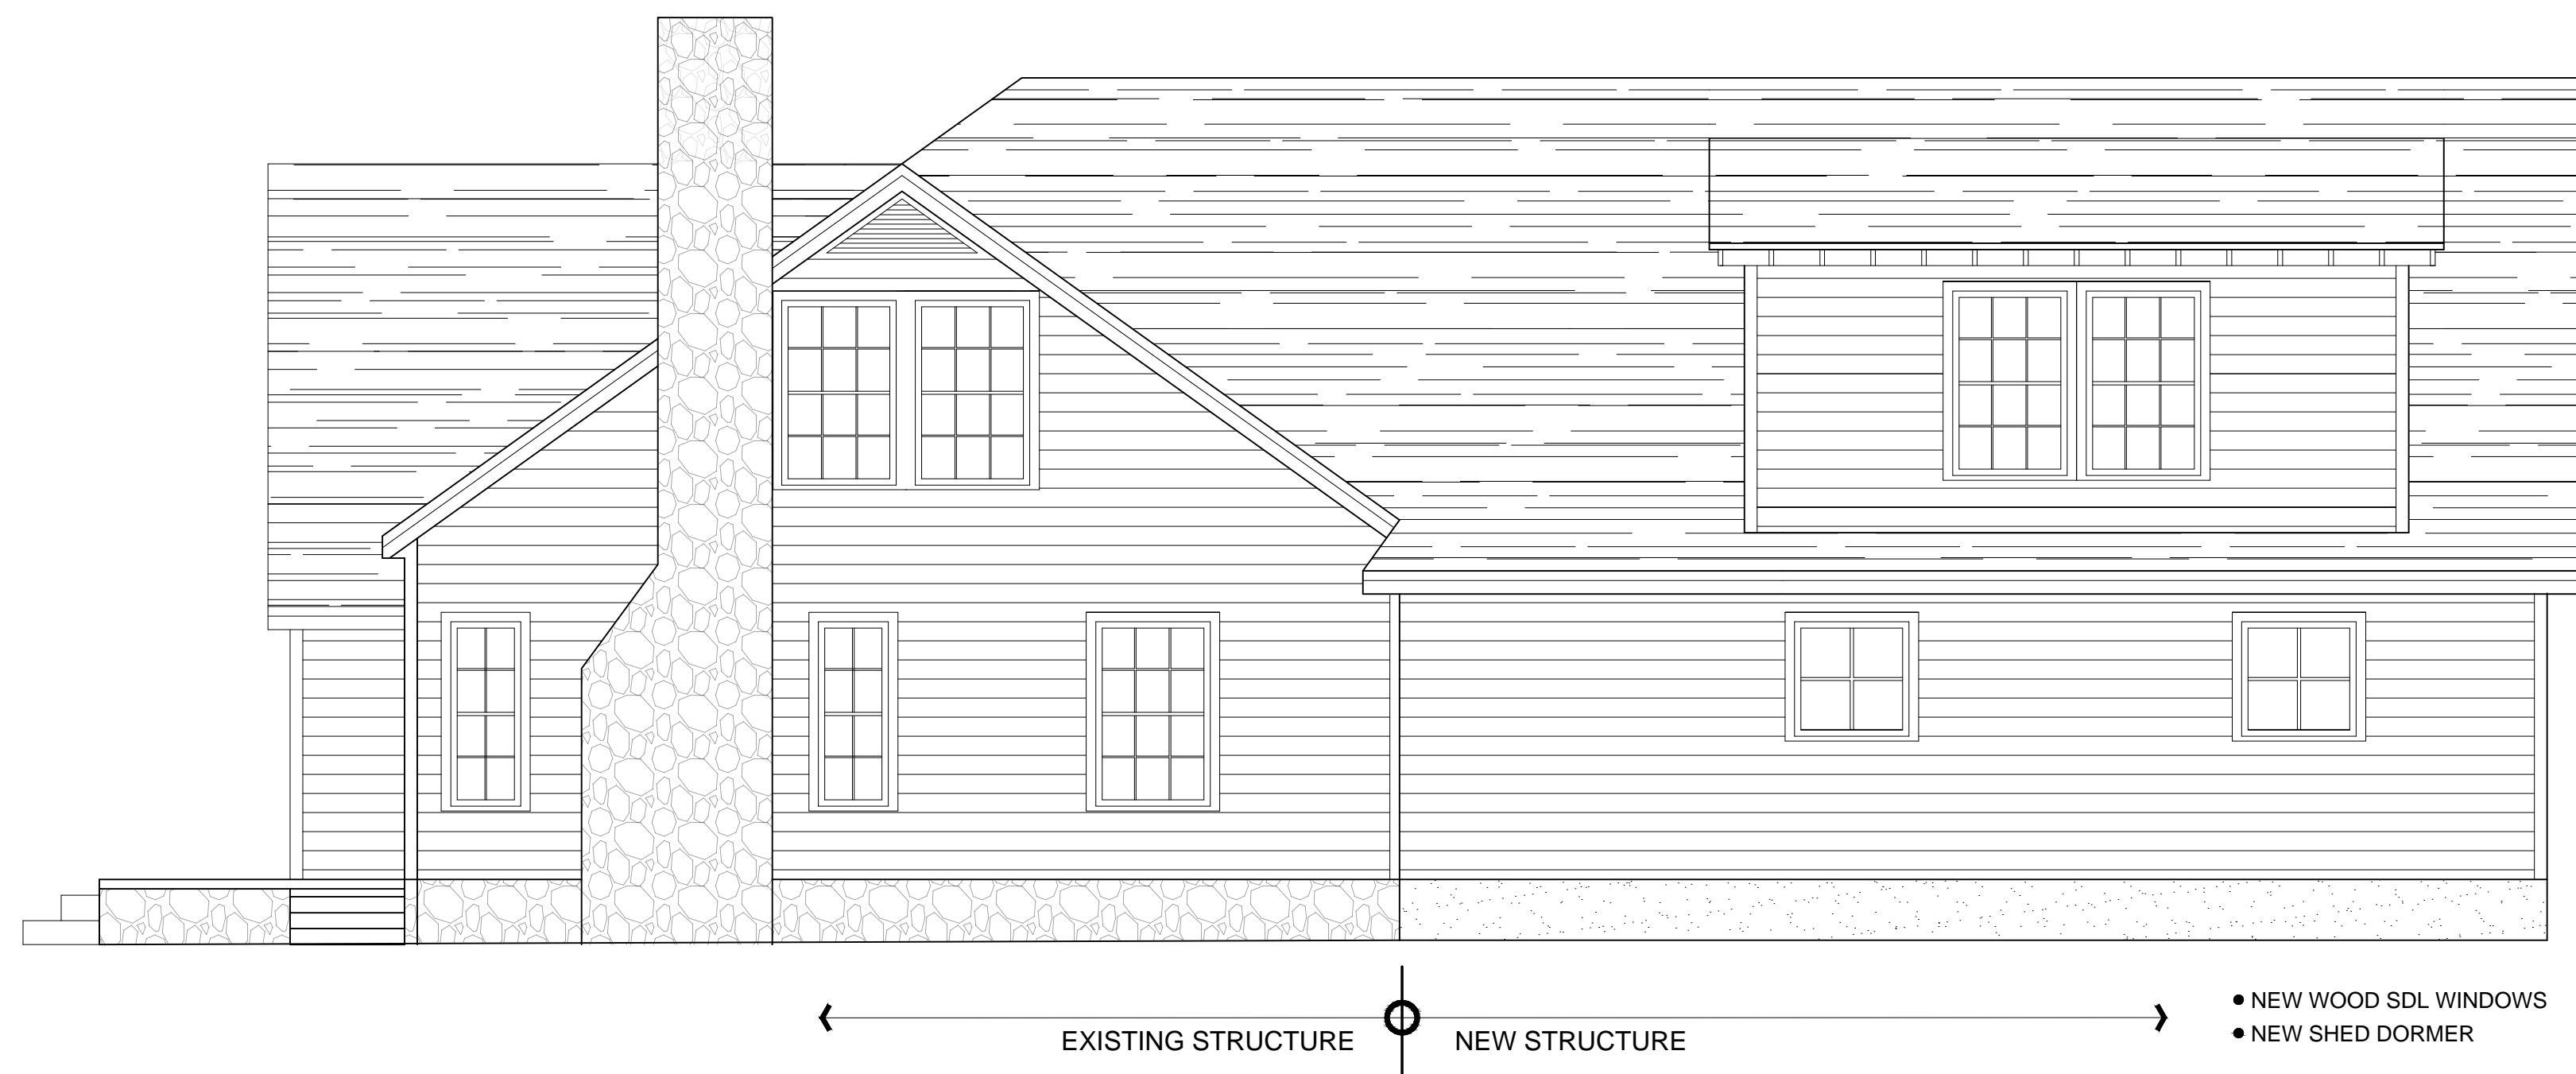 EXISTING STRUCTURE
NEW STRUCTURE
● NEW WOOD SDL WINDOWS
● NEW SHED DORMER